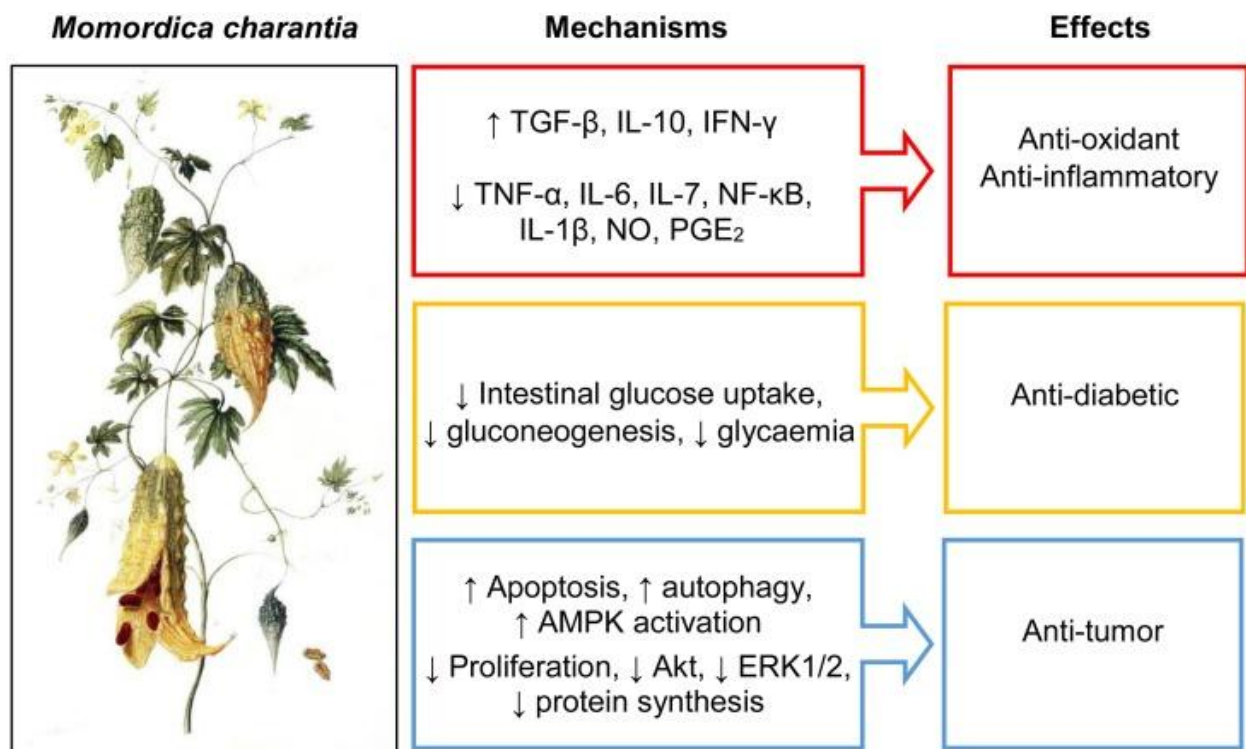 Momordica charantia
Mechanisms
Effects
↑ TGF-β, IL-10, IFN-γ
↓ TNF-α, IL-6, IL-7, NF-κB,
IL-1β, NO, PGE₂
Anti-oxidant
Anti-inflammatory
↓ Intestinal glucose uptake,
↓ gluconeogenesis, ↓ glycaemia
Anti-diabetic
↑ Apoptosis, ↑ autophagy,
↑ AMPK activation
↓ Proliferation, ↓ Akt, ↓ ERK1/2,
↓ protein synthesis
Anti-tumor